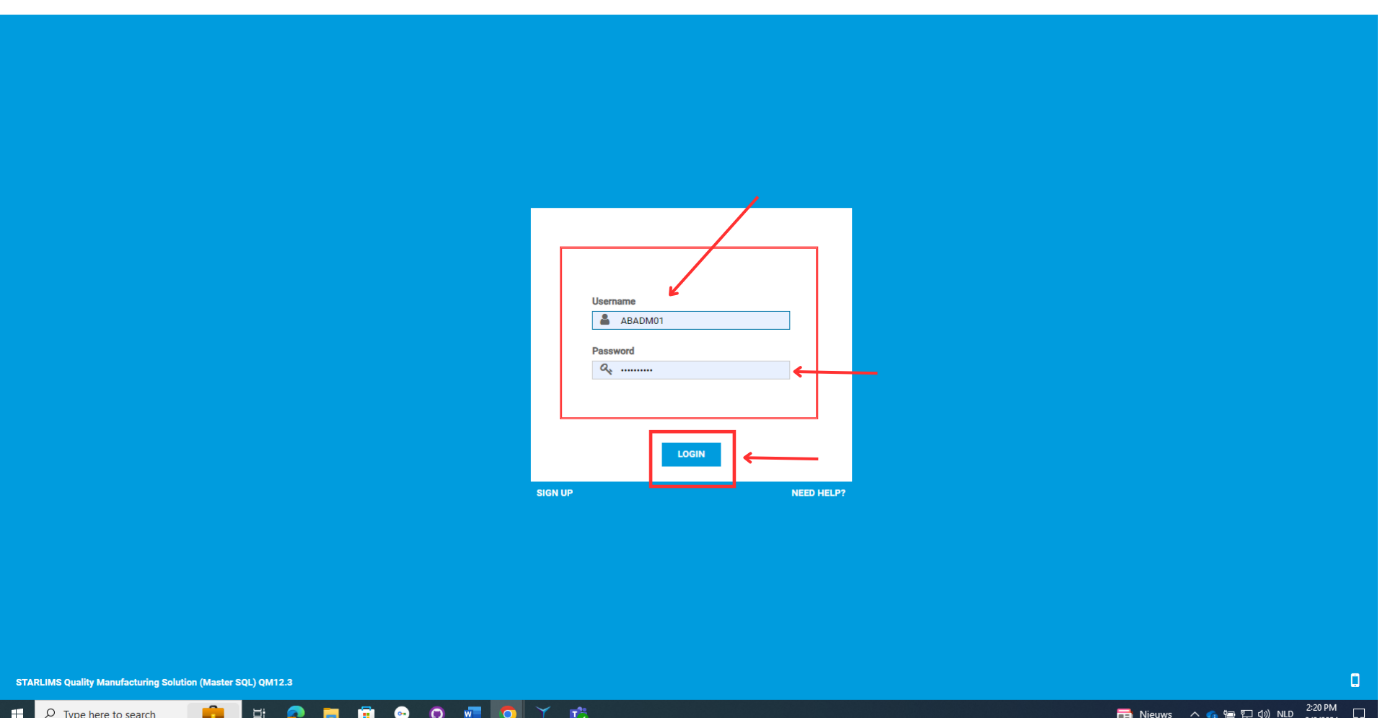 Username
ABADM01
Password
••••••••••
LOGIN
SIGN UP
NEED HELP?
STARLIMS Quality Manufacturing Solution (Master SQL) QM12.3
Type here to search
Nieuws
NLD
2:20 PM